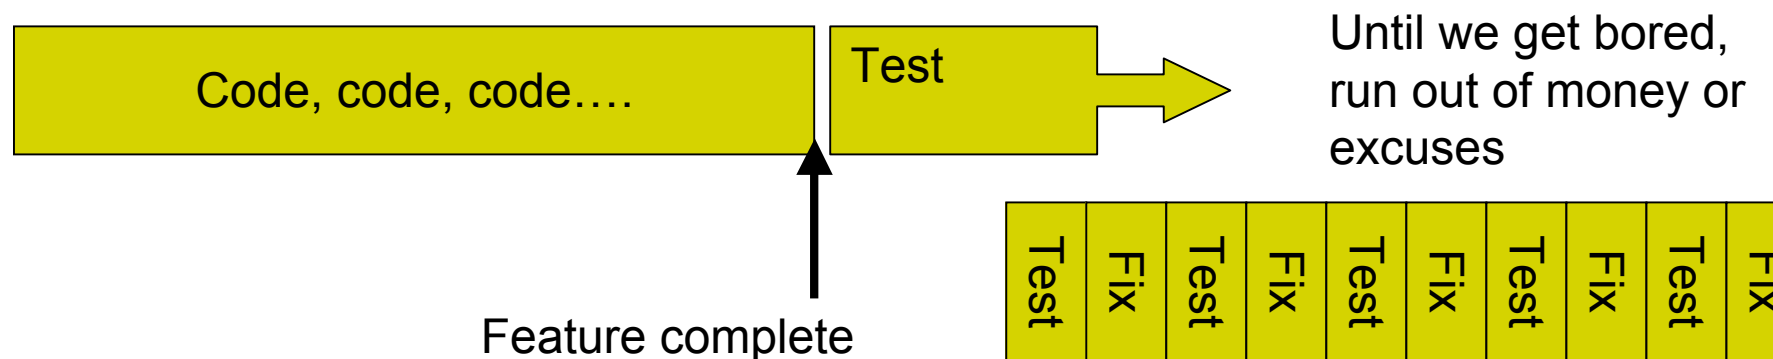 Code, code, code….
Test
Until we get bored,
run out of money or
excuses
Feature complete
Test
Fix
Test
Fix
Test
Fix
Test
Fix
Test
Fix